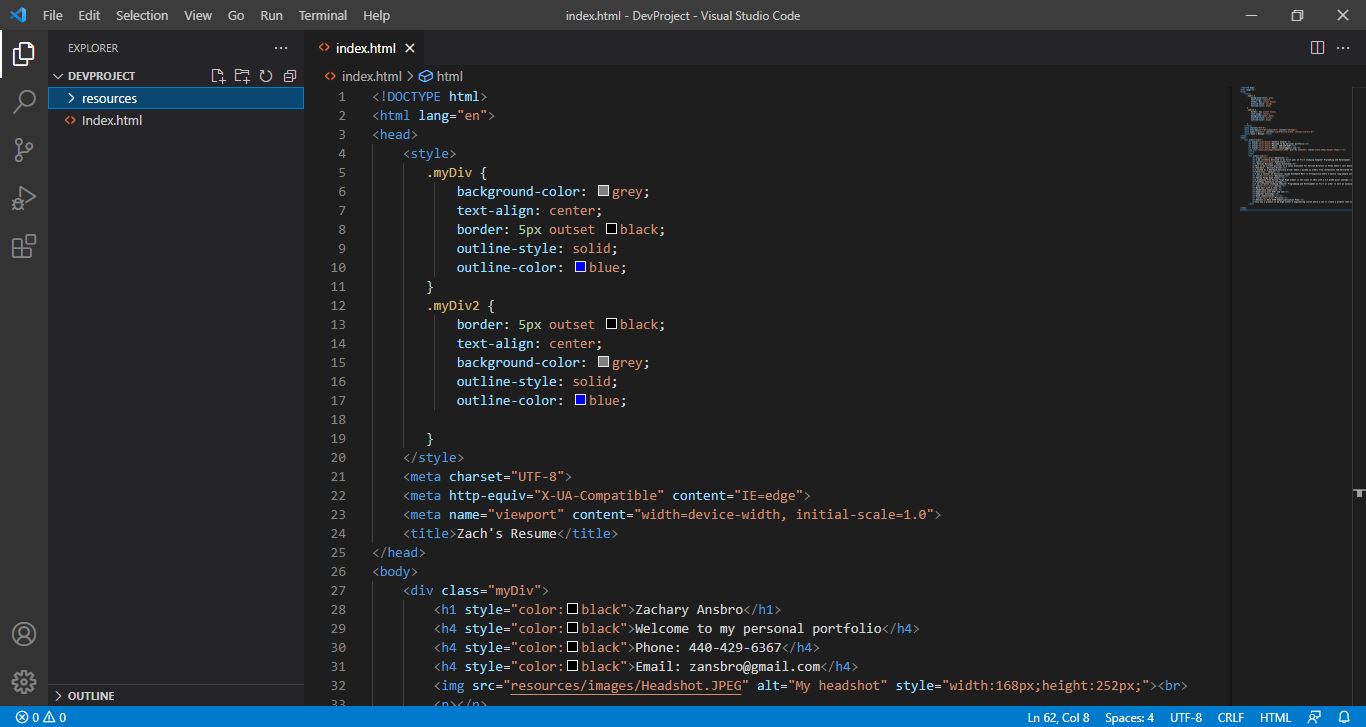 File Edit Selection View Go Run Terminal Help index.html - DevProject - Visual Studio Code
EXPLORER
DEVPROJECT
resources
index.html
OUTLINE
index.html
index.html > html
1 <!DOCTYPE html>
2 <html lang="en">
3 <head>
4 <style>
5 .myDiv {
6 background-color: grey;
7 text-align: center;
8 border: 5px outset black;
9 outline-style: solid;
10 outline-color: blue;
11 }
12 .myDiv2 {
13 border: 5px outset black;
14 text-align: center;
15 background-color: grey;
16 outline-style: solid;
17 outline-color: blue;
18
19 }
20 </style>
21 <meta charset="UTF-8">
22 <meta http-equiv="X-UA-Compatible" content="IE=edge">
23 <meta name="viewport" content="width=device-width, initial-scale=1.0">
24 <title>Zach's Resume</title>
25 </head>
26 <body>
27 <div class="myDiv">
28 <h1 style="color:black">Zachary Ansbro</h1>
29 <h4 style="color:black">Welcome to my personal portfolio</h4>
30 <h4 style="color:black">Phone: 440-429-6367</h4>
31 <h4 style="color:black">Email: zansbro@gmail.com</h4>
32 <img src="resources/images/Headshot.JPEG" alt="My headshot" style="width:168px;height:252px;"><br>
33 <p></p>
0 0 Ln 62, Col 8 Spaces: 4 UTF-8 CRLF HTML